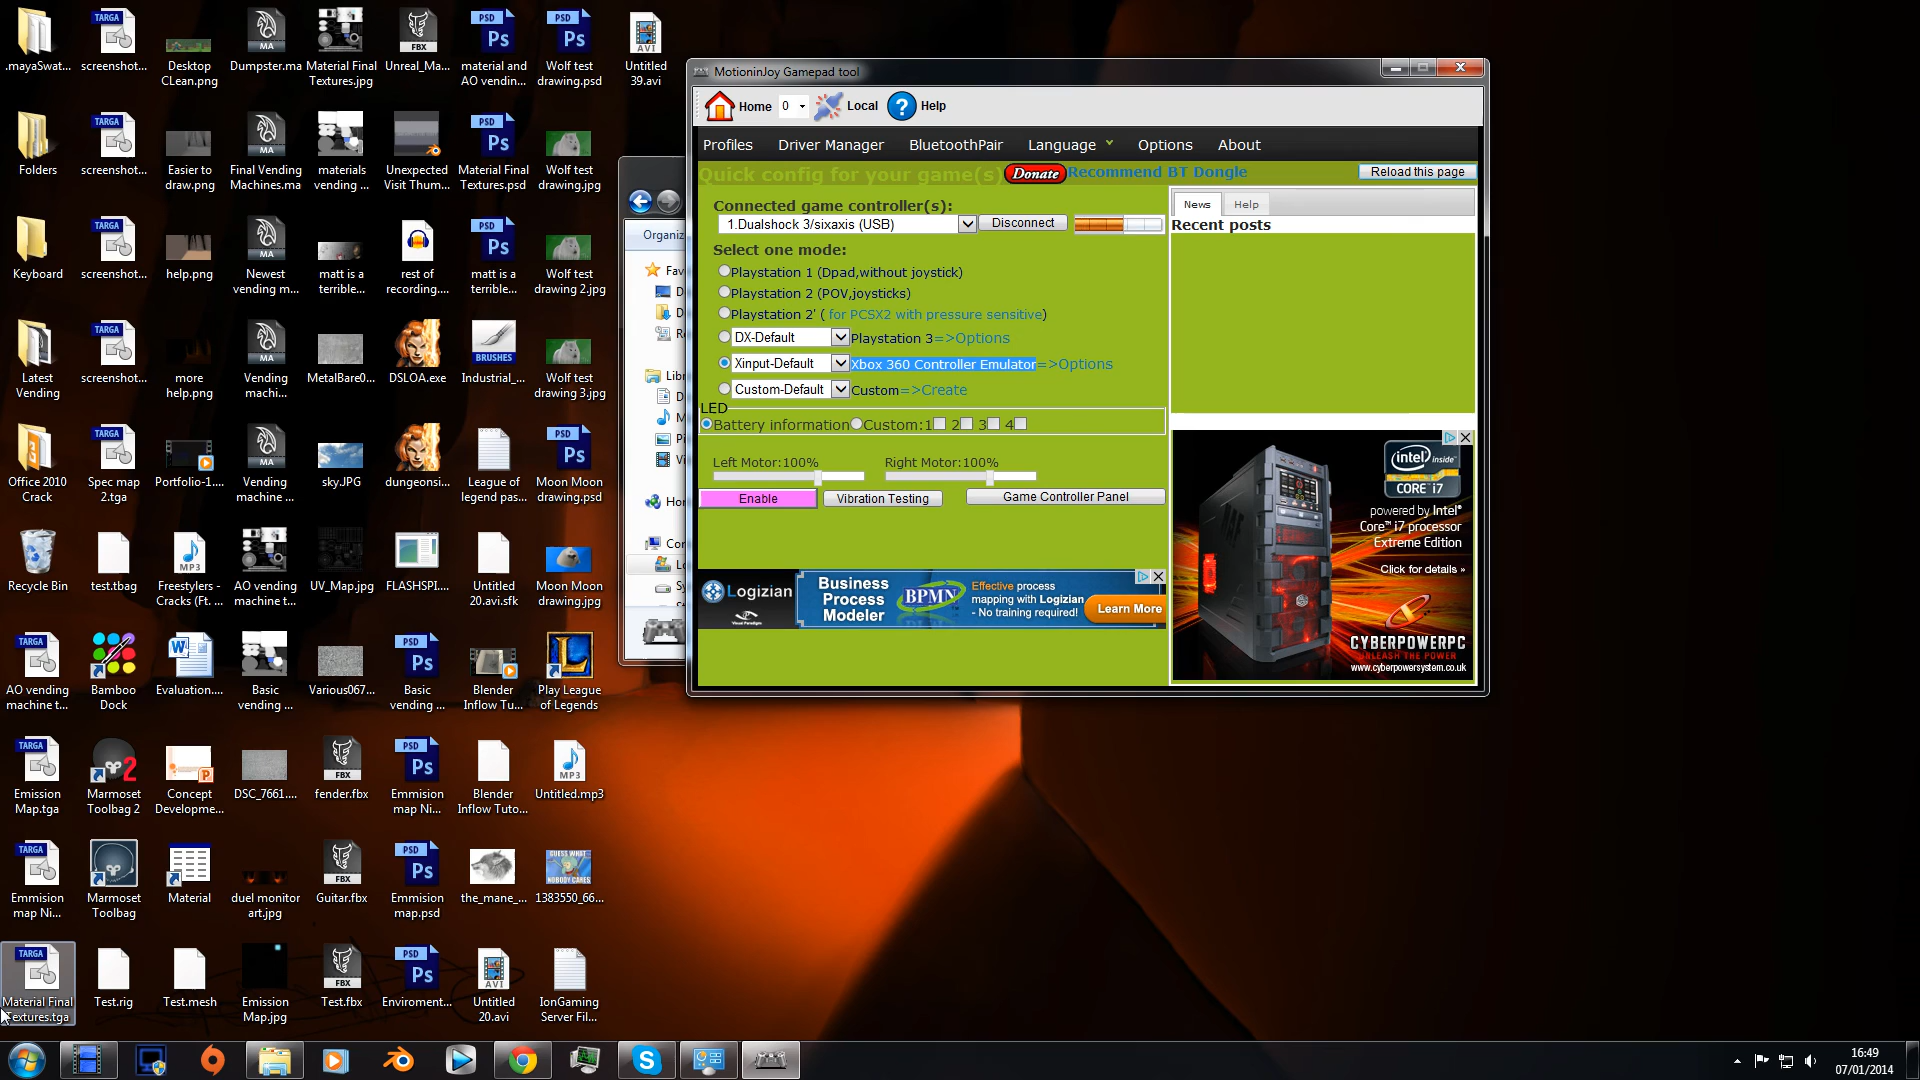 .mayaSwat...
screenshot...
Desktop
CLean.png
Dumpster.ma
Material Final
Textures.jpg
Unreal_Ma...
material and
AO vendin...
Wolf test
drawing.psd
Untitled
39.avi
Folders
screenshot...
Easier to
draw.png
Final Vending
Machines.ma
materials
vending ...
Unexpected
Visit Thum...
Material Final
Textures.psd
Wolf test
drawing.jpg
Keyboard
screenshot...
help.png
Newest
vending m...
matt is a
terrible...
rest of
recording....
matt is a
terrible...
Wolf test
drawing 2.jpg
Latest
Vending
screenshot...
more
help.png
Vending
machi...
MetalBare0...
DSLOA.exe
Industrial_...
Wolf test
drawing 3.jpg
Office 2010
Crack
Spec map
2.tga
Portfolio-1....
Vending
machine ...
sky.JPG
dungeonsi...
League of
legend pas...
Moon Moon
drawing.psd
Recycle Bin
test.tbag
Freestylers -
Cracks (Ft. ...
AO vending
machine t...
UV_Map.jpg
FLASHSPI....
Untitled
20.avi.sfk
Moon Moon
drawing.jpg
AO vending
machine t...
Bamboo
Dock
Evaluation....
Basic
vending ...
Various067...
Basic
vending ...
Blender
Inflow Tu...
Play League
of Legends
Emission
Map.tga
Marmoset
Toolbag 2
Concept
Developme...
DSC_7661....
fender.fbx
Emmision
map Ni...
Blender
Inflow Tuto...
Untitled.mp3
Emmision
map Ni...
Marmoset
Toolbag
Material
duel monitor
art.jpg
Guitar.fbx
Emmision
map.psd
the_mane_...
1383550_66...
Material Final
Textures.tga
Test.rig
Test.mesh
Emission
Map.jpg
Test.fbx
Enviroment...
Untitled
20.avi
IonGaming
Server Fil...
Organiz
Fav
Libr
Hor
Cor
MotioninJoy Gamepad tool
Home 0 Local Help
Profiles Driver Manager BluetoothPair Language Options About
Quick config for your game(s) Donate Recommend BT Dongle Reload this page
Connected game controller(s):
1.Dualshock 3/sixaxis (USB) Disconnect
Select one mode:
Playstation 1 (Dpad,without joystick)
Playstation 2 (POV,joysticks)
Playstation 2' ( for PCSX2 with pressure sensitive)
DX-Default Playstation 3=>Options
Xinput-Default Xbox 360 Controller Emulator=>Options
Custom-Default Custom=>Create
LED
Battery information Custom:1 2 3 4
Left Motor:100% Right Motor:100%
Enable Vibration Testing Game Controller Panel
News Help
Recent posts
Logizian
Visual Paradigm
Business
Process
Modeler
BPMN
Effective process
mapping with Logizian
- No training required!
Learn More
intel inside
CORE i7
powered by Intel®
Core™ i7 processor
Extreme Edition
Click for details »
CYBERPOWERPC
UNLEASH THE POWER
www.cyberpowersystem.co.uk
16:49
07/01/2014